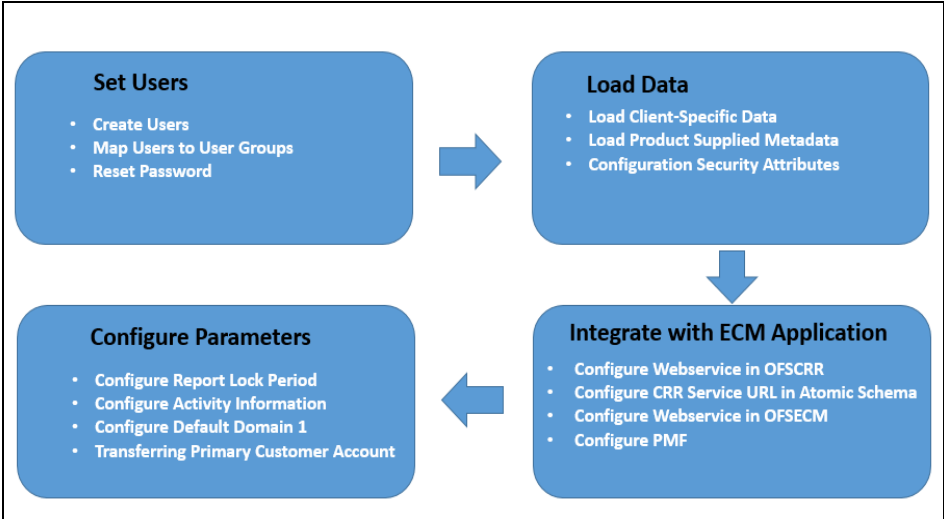 Set Users
• Create Users
• Map Users to User Groups
• Reset Password
Load Data
• Load Client-Specific Data
• Load Product Supplied Metadata
• Configuration Security Attributes
Integrate with ECM Application
• Configure Webservice in OFSCRR
• Configure CRR Service URL in Atomic Schema
• Configure Webservice in OFSECM
• Configure PMF
Configure Parameters
• Configure Report Lock Period
• Configure Activity Information
• Configure Default Domain 1
• Transferring Primary Customer Account